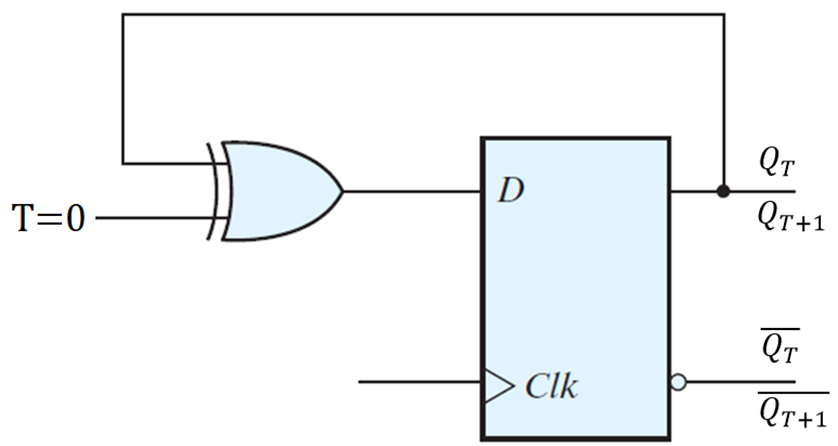 Q_T
D
T=0
Q_{T+1}
\overline{Q_T}
Clk
\overline{Q_{T+1}}